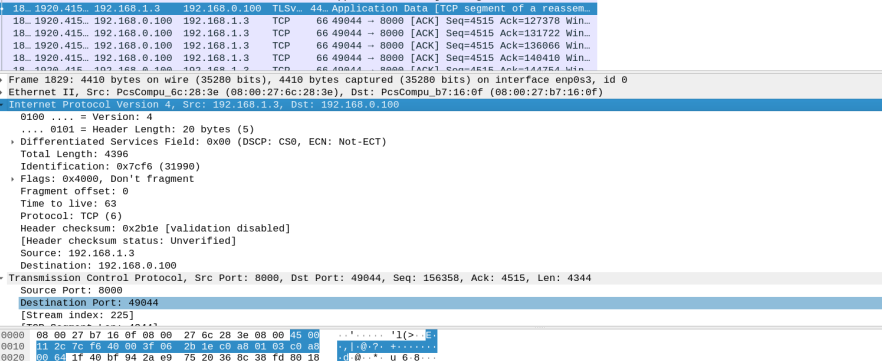 18… 1920.415… 192.168.1.3 192.168.0.100 TLSv… 44… Application Data [TCP segment of a reassem…
18… 1920.415… 192.168.0.100 192.168.1.3 TCP 66 49044 → 8000 [ACK] Seq=4515 Ack=127378 Win…
18… 1920.415… 192.168.0.100 192.168.1.3 TCP 66 49044 → 8000 [ACK] Seq=4515 Ack=131722 Win…
18… 1920.415… 192.168.0.100 192.168.1.3 TCP 66 49044 → 8000 [ACK] Seq=4515 Ack=136066 Win…
18… 1920.415… 192.168.0.100 192.168.1.3 TCP 66 49044 → 8000 [ACK] Seq=4515 Ack=140410 Win…
Frame 1829: 4410 bytes on wire (35280 bits), 4410 bytes captured (35280 bits) on interface enp0s3, id 0
Ethernet II, Src: PcsCompu_6c:28:3e (08:00:27:6c:28:3e), Dst: PcsCompu_b7:16:0f (08:00:27:b7:16:0f)
Internet Protocol Version 4, Src: 192.168.1.3, Dst: 192.168.0.100
0100 .... = Version: 4
.... 0101 = Header Length: 20 bytes (5)
Differentiated Services Field: 0x00 (DSCP: CS0, ECN: Not-ECT)
Total Length: 4396
Identification: 0x7cf6 (31990)
Flags: 0x4000, Don't fragment
Fragment offset: 0
Time to live: 63
Protocol: TCP (6)
Header checksum: 0x2b1e [validation disabled]
[Header checksum status: Unverified]
Source: 192.168.1.3
Destination: 192.168.0.100
Transmission Control Protocol, Src Port: 8000, Dst Port: 49044, Seq: 156358, Ack: 4515, Len: 4344
Source Port: 8000
Destination Port: 49044
[Stream index: 225]
0000 08 00 27 b7 16 0f 08 00 27 6c 28 3e 08 00 45 00 ··'····· 'l(>··E·
0010 11 2c 7c f6 40 00 3f 06 2b 1e c0 a8 01 03 c0 a8 ·,|·@·?· +·······
0020 00 64 1f 40 bf 94 2a e9 75 20 36 8c 38 fd 80 18 ·d·@··*· u 6·8···